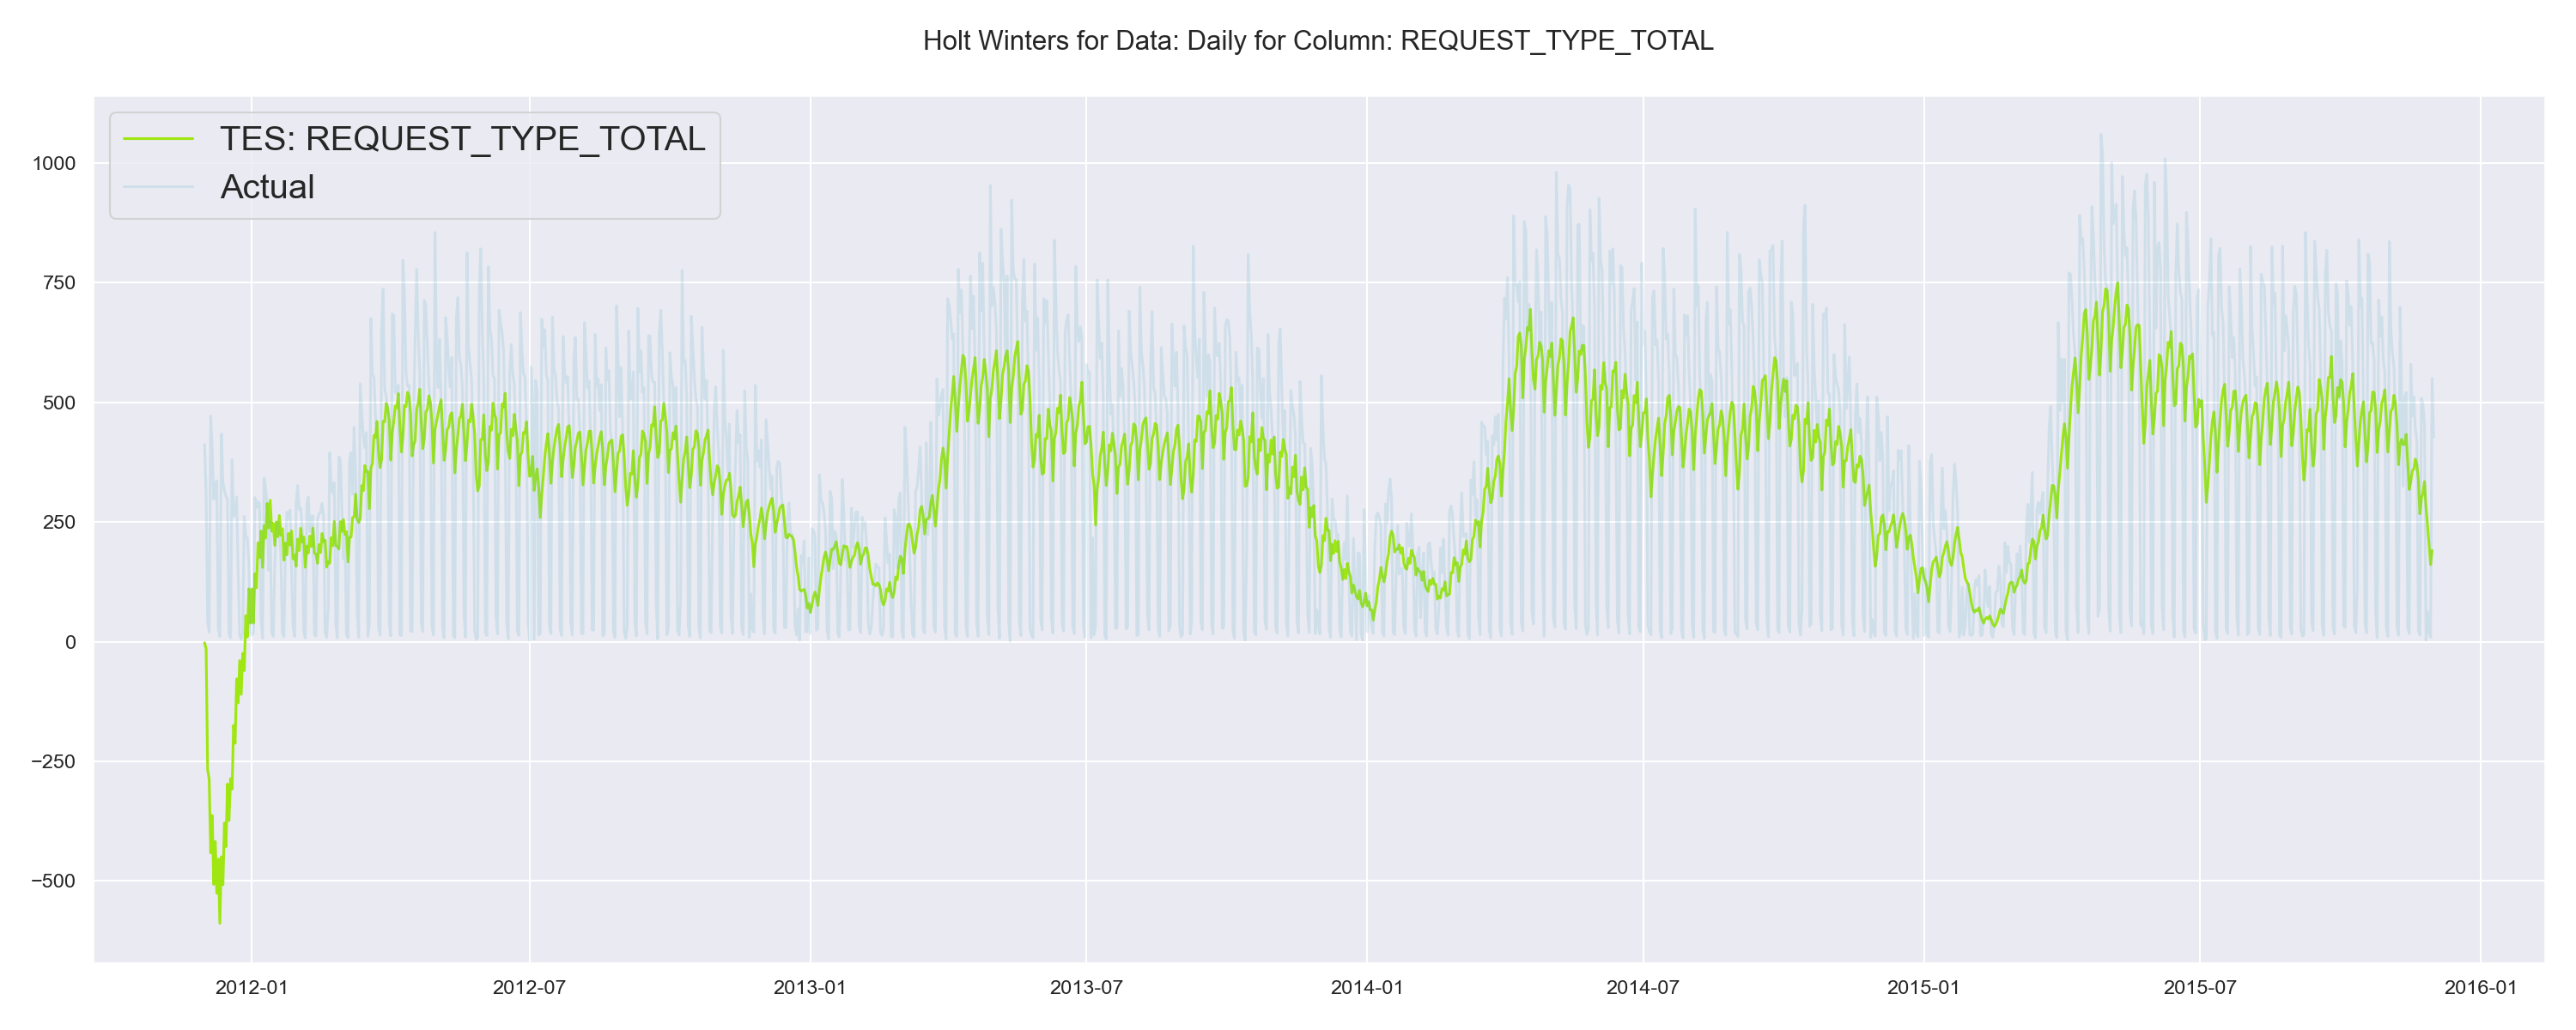 Holt Winters for Data: Daily for Column: REQUEST_TYPE_TOTAL
TES: REQUEST_TYPE_TOTAL
Actual
1000
750
500
250
0
−250
−500
2012-01 2012-07 2013-01 2013-07 2014-01 2014-07 2015-01 2015-07 2016-01